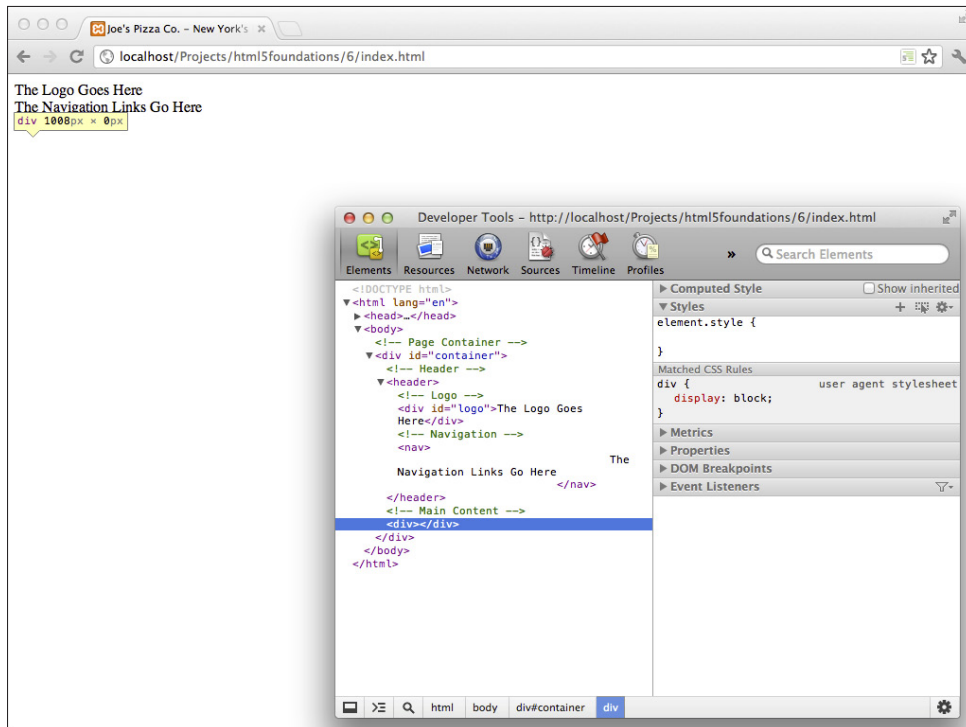 Joe's Pizza Co. – New York's
localhost/Projects/html5foundations/6/index.html
The Logo Goes Here
The Navigation Links Go Here
div 1008px × 0px
Developer Tools – http://localhost/Projects/html5foundations/6/index.html
Elements Resources Network Sources Timeline Profiles » Search Elements
<!DOCTYPE html>
▼<html lang="en">
▶<head>…</head>
▼<body>
<!-- Page Container -->
▼<div id="container">
<!-- Header -->
▼<header>
<!-- Logo -->
<div id="logo">The Logo Goes
Here</div>
<!-- Navigation -->
<nav>
The
Navigation Links Go Here
</nav>
</header>
<!-- Main Content -->
<div></div>
</div>
</body>
</html>
▶ Computed Style Show inherited
▼ Styles
element.style {
}
Matched CSS Rules
div { user agent stylesheet
display: block;
}
▶ Metrics
▶ Properties
▶ DOM Breakpoints
▶ Event Listeners
html body div#container div